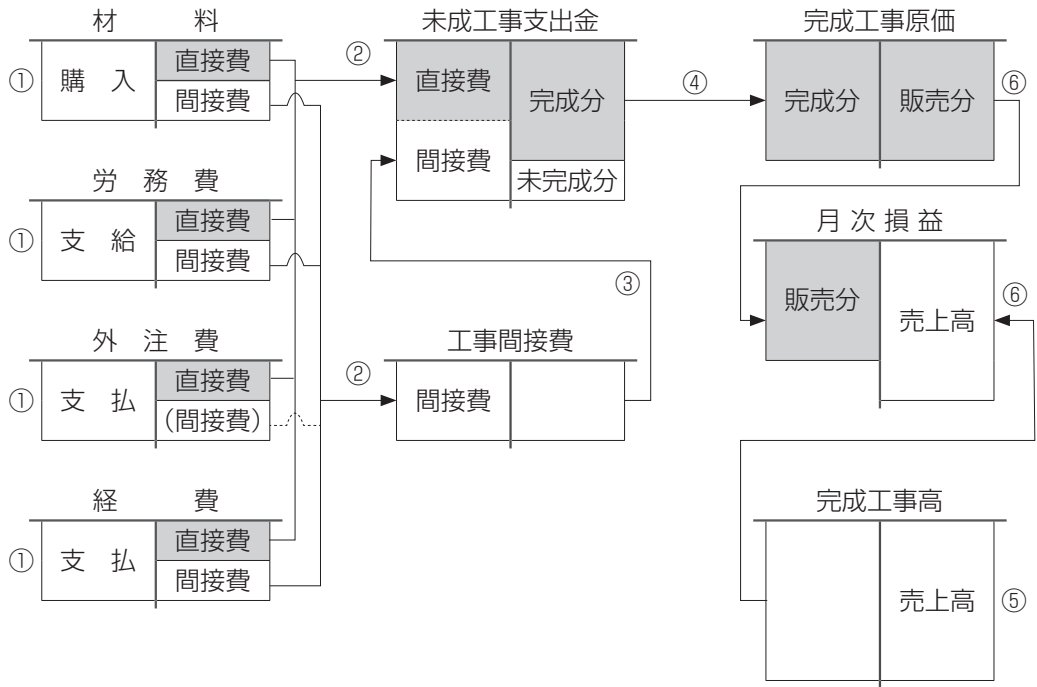 材　料
① 購　入
直接費
間接費
労　務　費
① 支　給
直接費
間接費
外　注　費
① 支　払
直接費
（間接費）
経　費
① 支　払
直接費
間接費
②
未成工事支出金
直接費
間接費
完成分
未完成分
③
②
工事間接費
間接費
④
完成工事原価
完成分
販売分
⑥
月 次 損 益
販売分
売上高
⑥
完成工事高
売上高
⑤